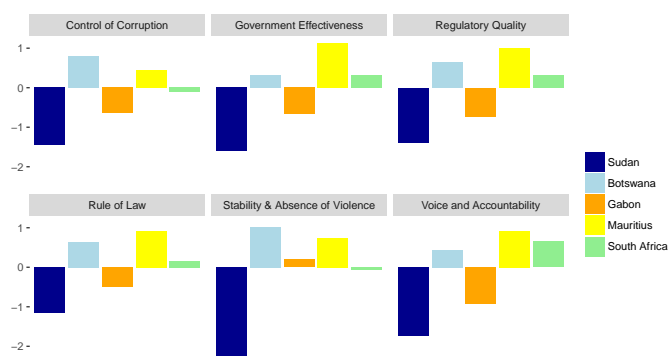 Control of Corruption
Government Effectiveness
Regulatory Quality
1
0
−1
−2
Rule of Law
Stability & Absence of Violence
Voice and Accountability
1
0
−1
−2
Sudan
Botswana
Gabon
Mauritius
South Africa